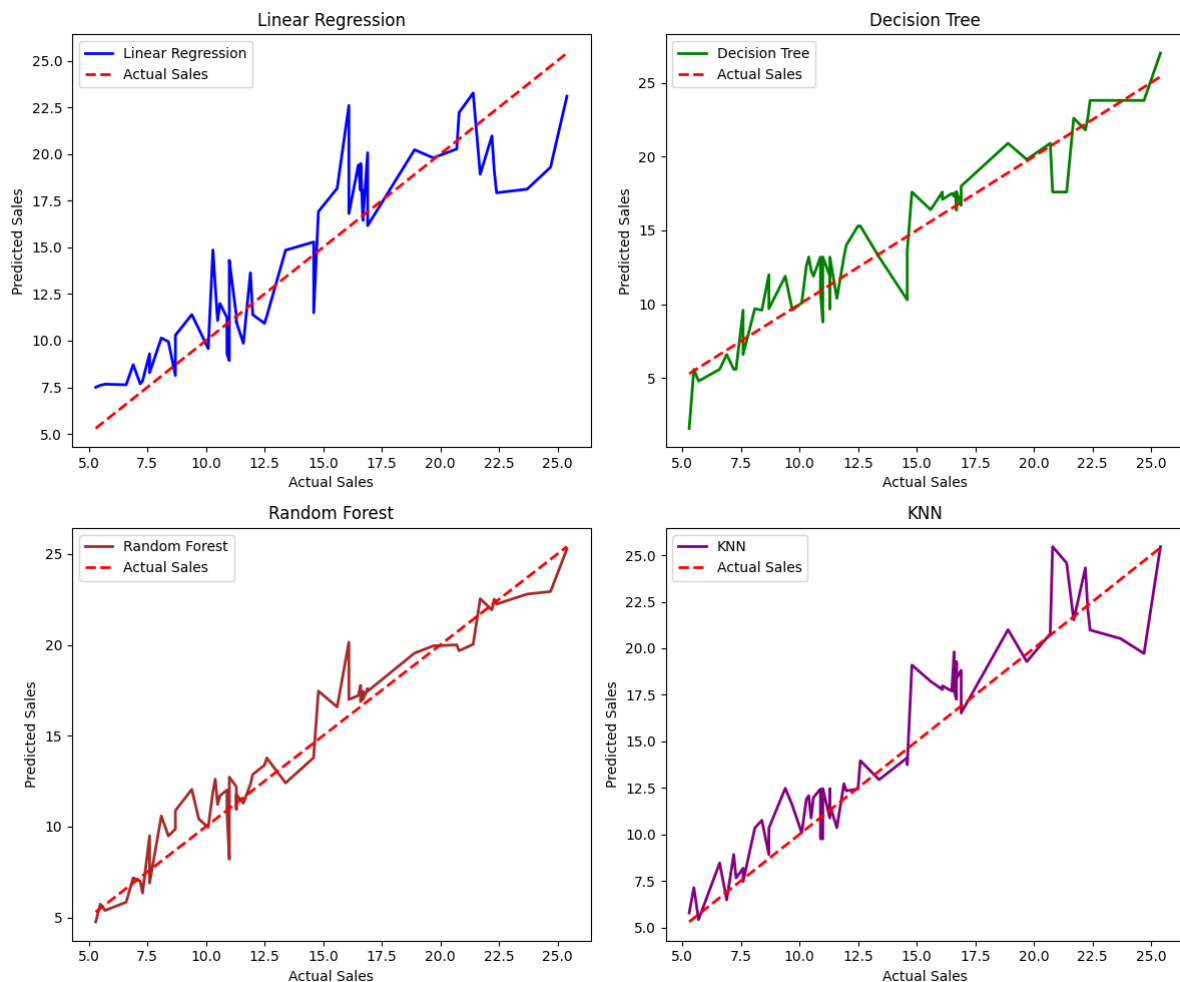 Linear Regression
Linear Regression
Actual Sales
25.0
22.5
20.0
17.5
15.0
12.5
10.0
7.5
5.0
Predicted Sales
5.0 7.5 10.0 12.5 15.0 17.5 20.0 22.5 25.0
Actual Sales
Decision Tree
Decision Tree
Actual Sales
25
20
15
10
5
Predicted Sales
5.0 7.5 10.0 12.5 15.0 17.5 20.0 22.5 25.0
Actual Sales
Random Forest
Random Forest
Actual Sales
25
20
15
10
5
Predicted Sales
5.0 7.5 10.0 12.5 15.0 17.5 20.0 22.5 25.0
Actual Sales
KNN
KNN
Actual Sales
25.0
22.5
20.0
17.5
15.0
12.5
10.0
7.5
5.0
Predicted Sales
5.0 7.5 10.0 12.5 15.0 17.5 20.0 22.5 25.0
Actual Sales